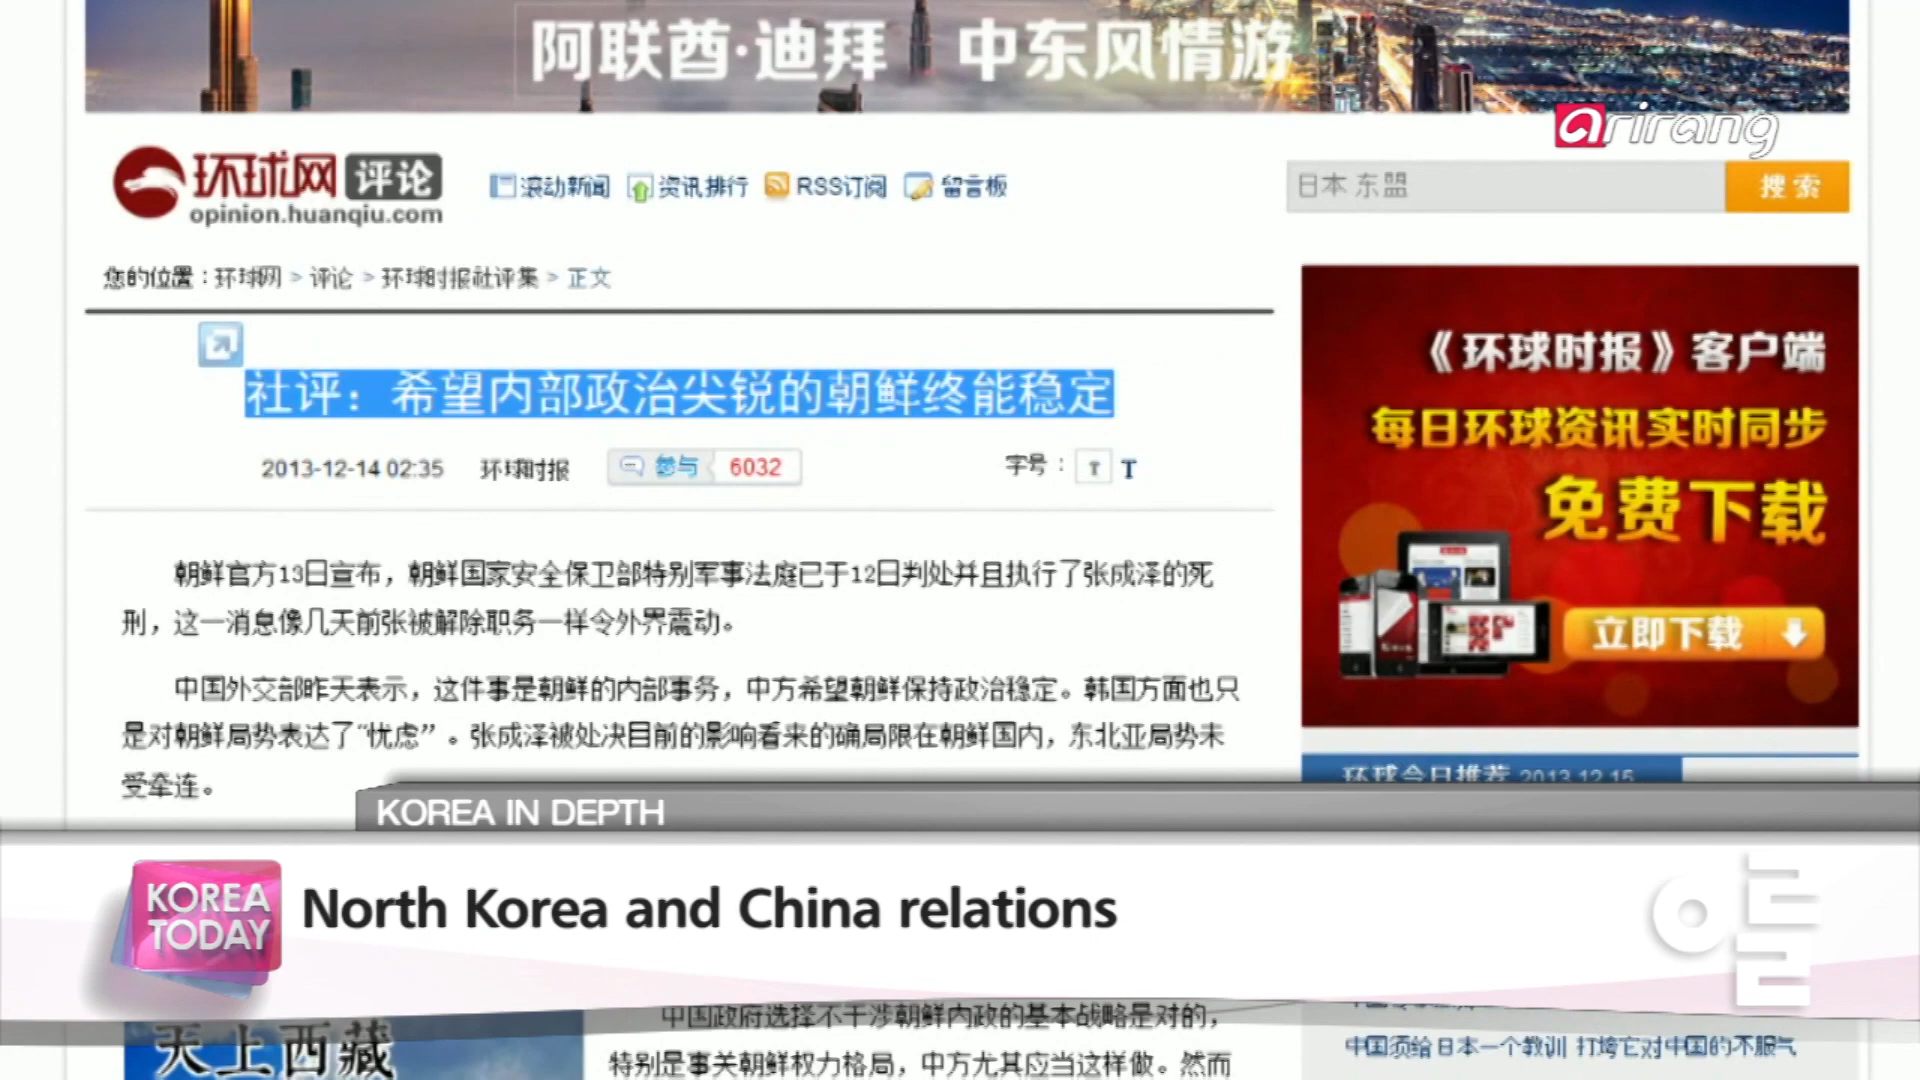 阿联酋·迪拜 中东风情游
arirang
环球网 评论
opinion.huanqiu.com
滚动新闻 资讯排行 RSS订阅 留言板
日本 东盟
搜索
您的位置：环球网 > 评论 > 环球时报社评集 > 正文
社评：希望内部政治尖锐的朝鲜终能稳定
2013-12-14 02:35 环球时报 参与 6032 字号： T T
朝鲜官方13日宣布，朝鲜国家安全保卫部特别军事法庭已于12日判处并且执行了张成泽的死
刑，这一消息像几天前张被解除职务一样令外界震动。
中国外交部昨天表示，这件事是朝鲜的内部事务，中方希望朝鲜保持政治稳定。韩国方面也只
是对朝鲜局势表达了“忧虑”。张成泽被处决目前的影响看来的确局限在朝鲜国内，东北亚局势未
受牵连。
《环球时报》客户端
每日环球资讯实时同步
免费下载
立即下载
环球今日推荐 2013.12.15
KOREA IN DEPTH
KOREA
TODAY
North Korea and China relations
오늘
天上西藏
中国政府选择不干涉朝鲜内政的基本战略是对的，
特别是事关朝鲜权力格局，中方尤其应当这样做。然而
中国须给日本一个教训 打垮它对中国的不服气